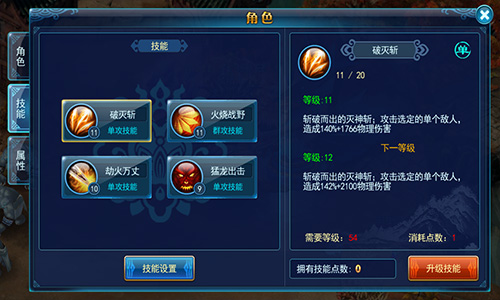 角色
角色
技能
属性
技能
破灭斩
11
单攻技能
火烧战野
11
群攻技能
劫火万丈
10
单攻技能
猛龙出击
9
单攻技能
技能设置
破灭斩
单
11 / 20
等级:11
斩破而出的灭神斩；攻击选定的单个敌人，
造成140%+1766物理伤害
下一等级
等级:12
斩破而出的灭神斩；攻击选定的单个敌人，
造成142%+2100物理伤害
需要等级: 54
消耗点数: 1
拥有技能点数: 0
升级技能